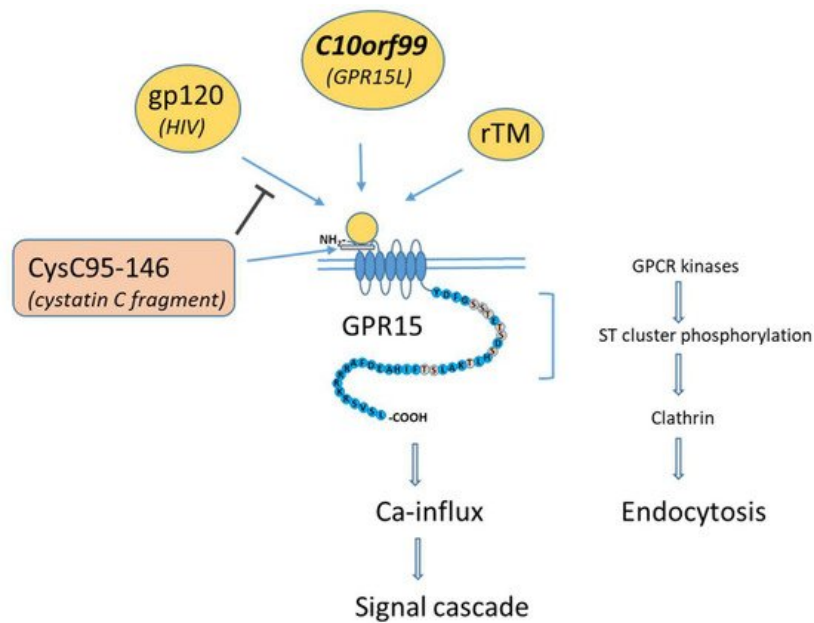 C10orf99
(GPR15L)
gp120
(HIV)
rTM
NH₂-
CysC95-146
(cystatin C fragment)
GPR15
GPCR kinases
ST cluster phosphorylation
Clathrin
Endocytosis
-COOH
Ca-influx
Signal cascade